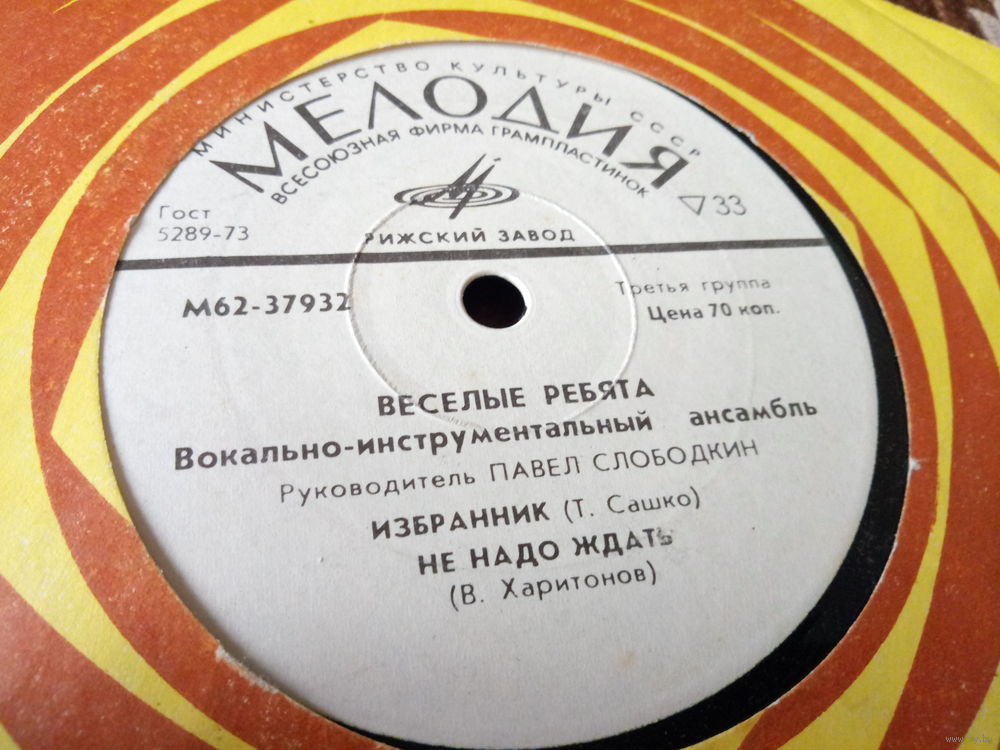 МИНИСТЕРСТВО КУЛЬТУРЫ СССР
МЕЛОДИЯ
ВСЕСОЮЗНАЯ ФИРМА ГРАМПЛАСТИНОК
Гост
5289-73
33
РИЖСКИЙ ЗАВОД
М62-37932
Третья группа
Цена 70 коп.
ВЕСЕЛЫЕ РЕБЯТА
Вокально-инструментальный ансамбль
Руководитель ПАВЕЛ СЛОБОДКИН
ИЗБРАННИК (Т. Сашко)
НЕ НАДО ЖДАТЬ
(В. Харитонов)